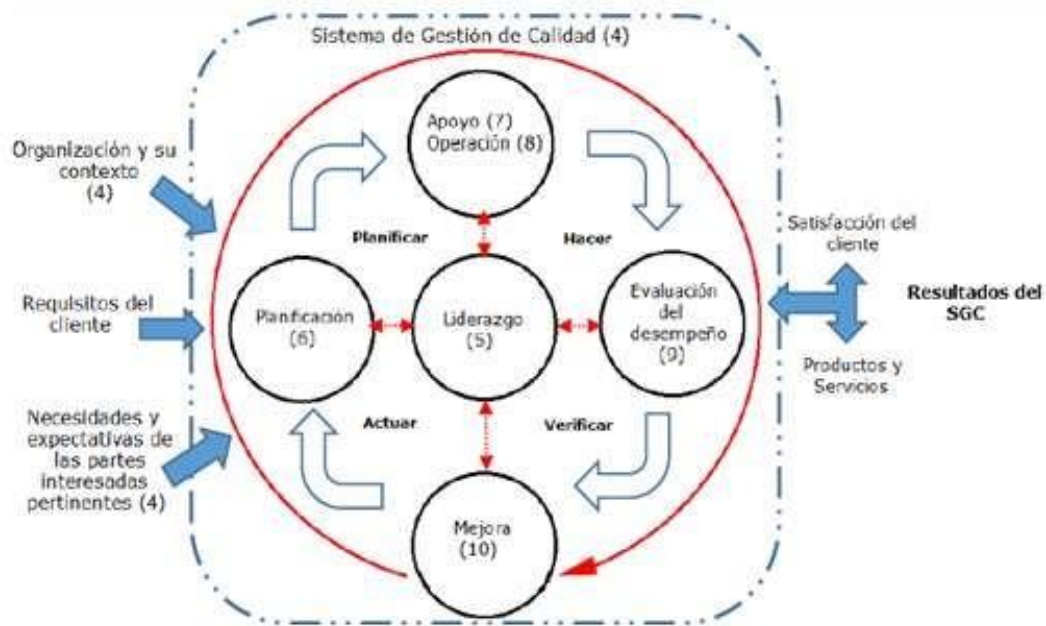 Sistema de Gestión de Calidad (4)
Organización y su
contexto
(4)
Requisitos del
cliente
Necesidades y
expectativas de
las partes
interesadas
pertinentes (4)
Apoyo (7)
Operación (8)
Planificar
Hacer
Planificación
(6)
Liderazgo
(5)
Evaluación
del
desempeño
(9)
Actuar
Verificar
Mejora
(10)
Satisfacción del
cliente
Resultados del
SGC
Productos y
Servicios